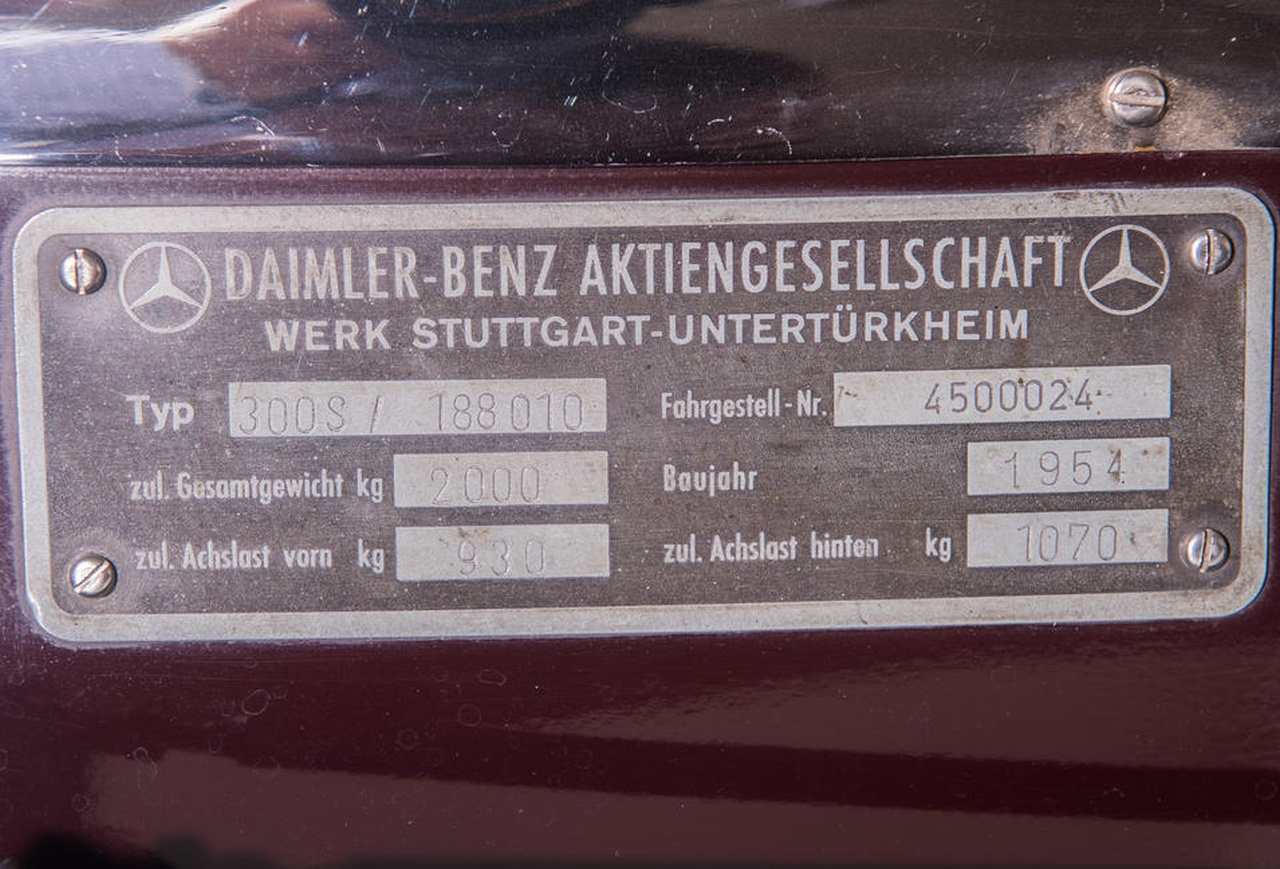 DAIMLER-BENZ AKTIENGESELLSCHAFT
WERK STUTTGART-UNTERTÜRKHEIM
Typ 300S / 188010 Fahrgestell-Nr. 4500024
zul. Gesamtgewicht kg 2000 Baujahr 1954
zul. Achslast vorn kg 930 zul. Achslast hinten kg 1070